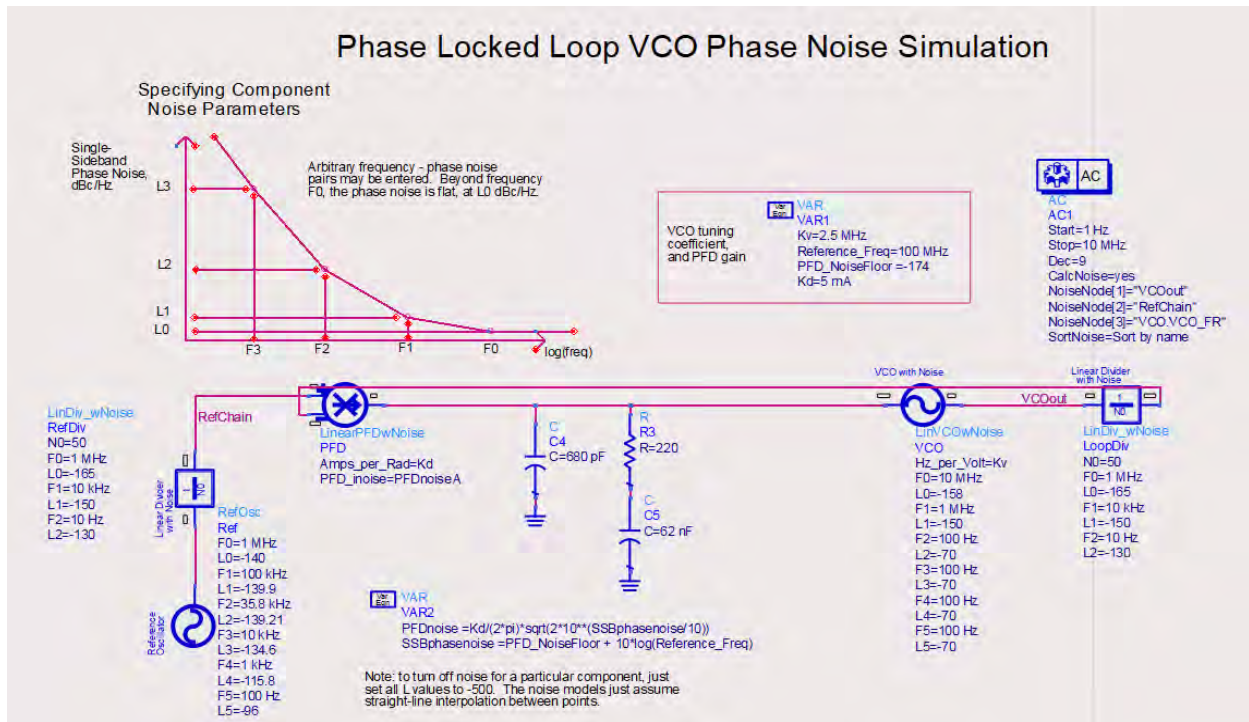 Phase Locked Loop VCO Phase Noise Simulation
Specifying Component
Noise Parameters
Single-
Sideband
Phase Noise,
dBc/Hz
L3
L2
L1
L0
F3
F2
F1
F0
log(freq)
Arbitrary frequency - phase noise
pairs may be entered. Beyond frequency
F0, the phase noise is flat, at L0 dBc/Hz.
VCO tuning
coefficient,
and PFD gain
Var
Eqn
VAR
VAR1
Kv=2.5 MHz
Reference_Freq=100 MHz
PFD_NoiseFloor =-174
Kd=5 mA
AC
AC
AC1
Start=1 Hz
Stop=10 MHz
Dec=9
CalcNoise=yes
NoiseNode[1]="VCOout"
NoiseNode[2]="RefChain"
NoiseNode[3]="VCO.VCO_FR"
SortNoise=Sort by name
LinDiv_wNoise
RefDiv
N0=50
F0=1 MHz
L0=-165
F1=10 kHz
L1=-150
F2=10 Hz
L2=-130
Linear Divider
with Noise
1
N0
RefChain
RefOsc
Ref
F0=1 MHz
L0=-140
F1=100 kHz
L1=-139.9
F2=35.8 kHz
L2=-139.21
F3=10 kHz
L3=-134.6
F4=1 kHz
L4=-115.8
F5=100 Hz
L5=-96
Reference
Oscillator
LinearPFDwNoise
PFD
Amps_per_Rad=Kd
PFD_inoise=PFDnoiseA
C
C4
C=680 pF
R
R3
R=220
C
C5
C=62 nF
VCO with Noise
LinVCOwNoise
VCO
Hz_per_Volt=Kv
F0=10 MHz
L0=-158
F1=1 MHz
L1=-150
F2=100 Hz
L2=-70
F3=100 Hz
L3=-70
F4=100 Hz
L4=-70
F5=100 Hz
L5=-70
VCOout
Linear Divider
with Noise
1
N0
LinDiv_wNoise
LoopDiv
N0=50
F0=1 MHz
L0=-165
F1=10 kHz
L1=-150
F2=10 Hz
L2=-130
Var
Eqn
VAR
VAR2
PFDnoise =Kd/(2*pi)*sqrt(2*10**(SSBphasenoise/10))
SSBphasenoise =PFD_NoiseFloor + 10*log(Reference_Freq)
Note: to turn off noise for a particular component, just
set all L values to -500. The noise models just assume
straight-line interpolation between points.